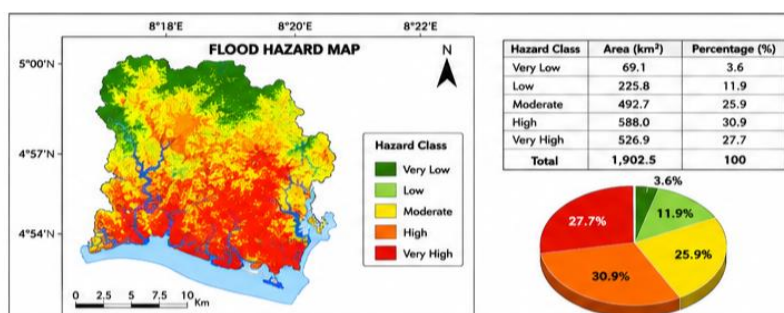 8°18'E 8°20'E 8°22'E
FLOOD HAZARD MAP
N
5°00'N
4°57'N
4°54'N
Hazard Class
Very Low
Low
Moderate
High
Very High
0 2.5 5 7.5 10
Km
Hazard Class Area (km²) Percentage (%)
Very Low 69.1 3.6
Low 225.8 11.9
Moderate 492.7 25.9
High 588.0 30.9
Very High 526.9 27.7
Total 1,902.5 100
3.6%
11.9%
25.9%
30.9%
27.7%